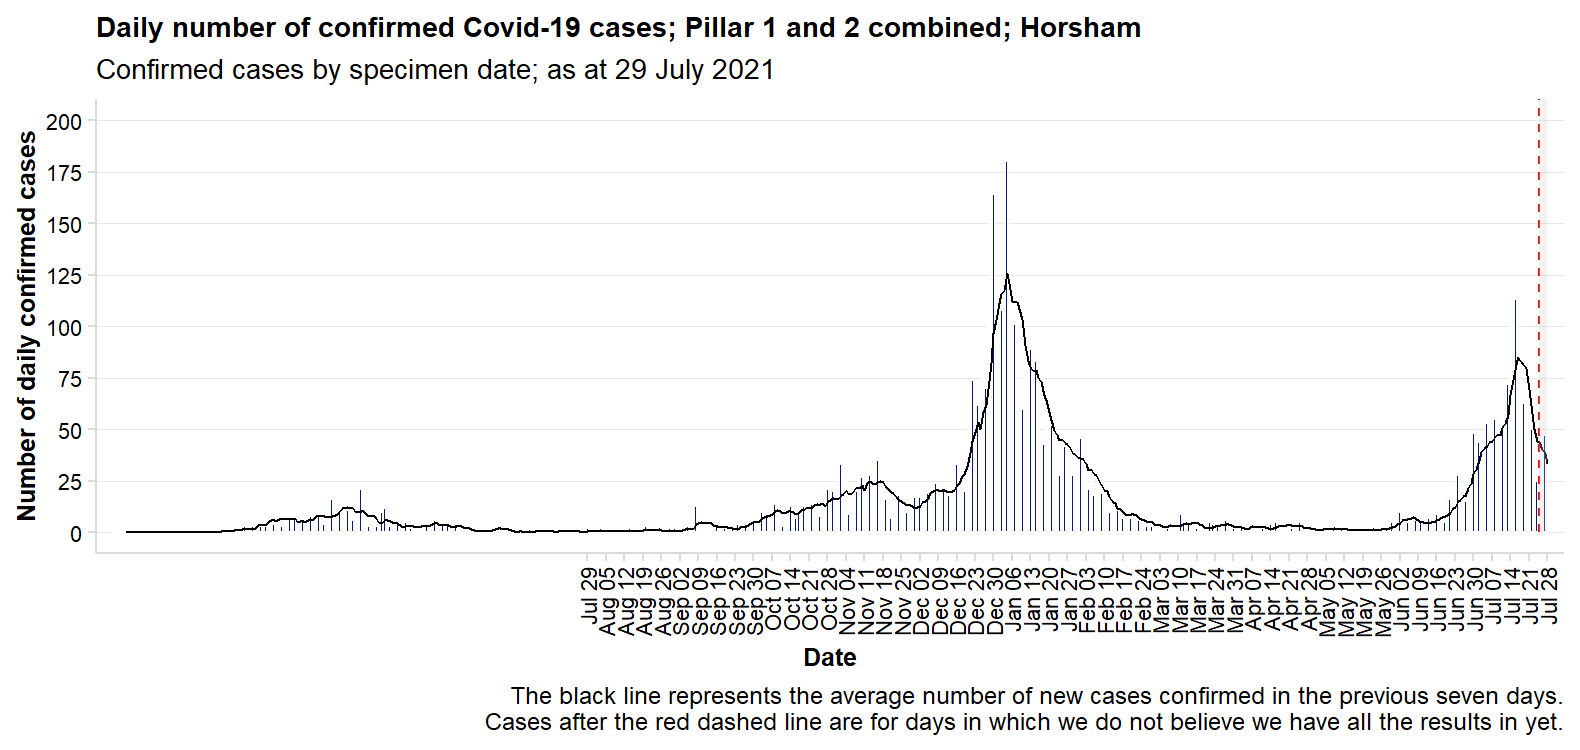 Daily number of confirmed Covid-19 cases; Pillar 1 and 2 combined; Horsham
Confirmed cases by specimen date; as at 29 July 2021
Number of daily confirmed cases
200
175
150
125
100
75
50
25
0
Jul 29
Aug 05
Aug 12
Aug 19
Aug 26
Sep 02
Sep 09
Sep 16
Sep 23
Sep 30
Oct 07
Oct 14
Oct 21
Oct 28
Nov 04
Nov 11
Nov 18
Nov 25
Dec 02
Dec 09
Dec 16
Dec 23
Dec 30
Jan 06
Jan 13
Jan 20
Jan 27
Feb 03
Feb 10
Feb 17
Feb 24
Mar 03
Mar 10
Mar 17
Mar 24
Mar 31
Apr 07
Apr 14
Apr 21
Apr 28
May 05
May 12
May 19
May 26
Jun 02
Jun 09
Jun 16
Jun 23
Jun 30
Jul 07
Jul 14
Jul 21
Jul 28
Date
The black line represents the average number of new cases confirmed in the previous seven days.
Cases after the red dashed line are for days in which we do not believe we have all the results in yet.